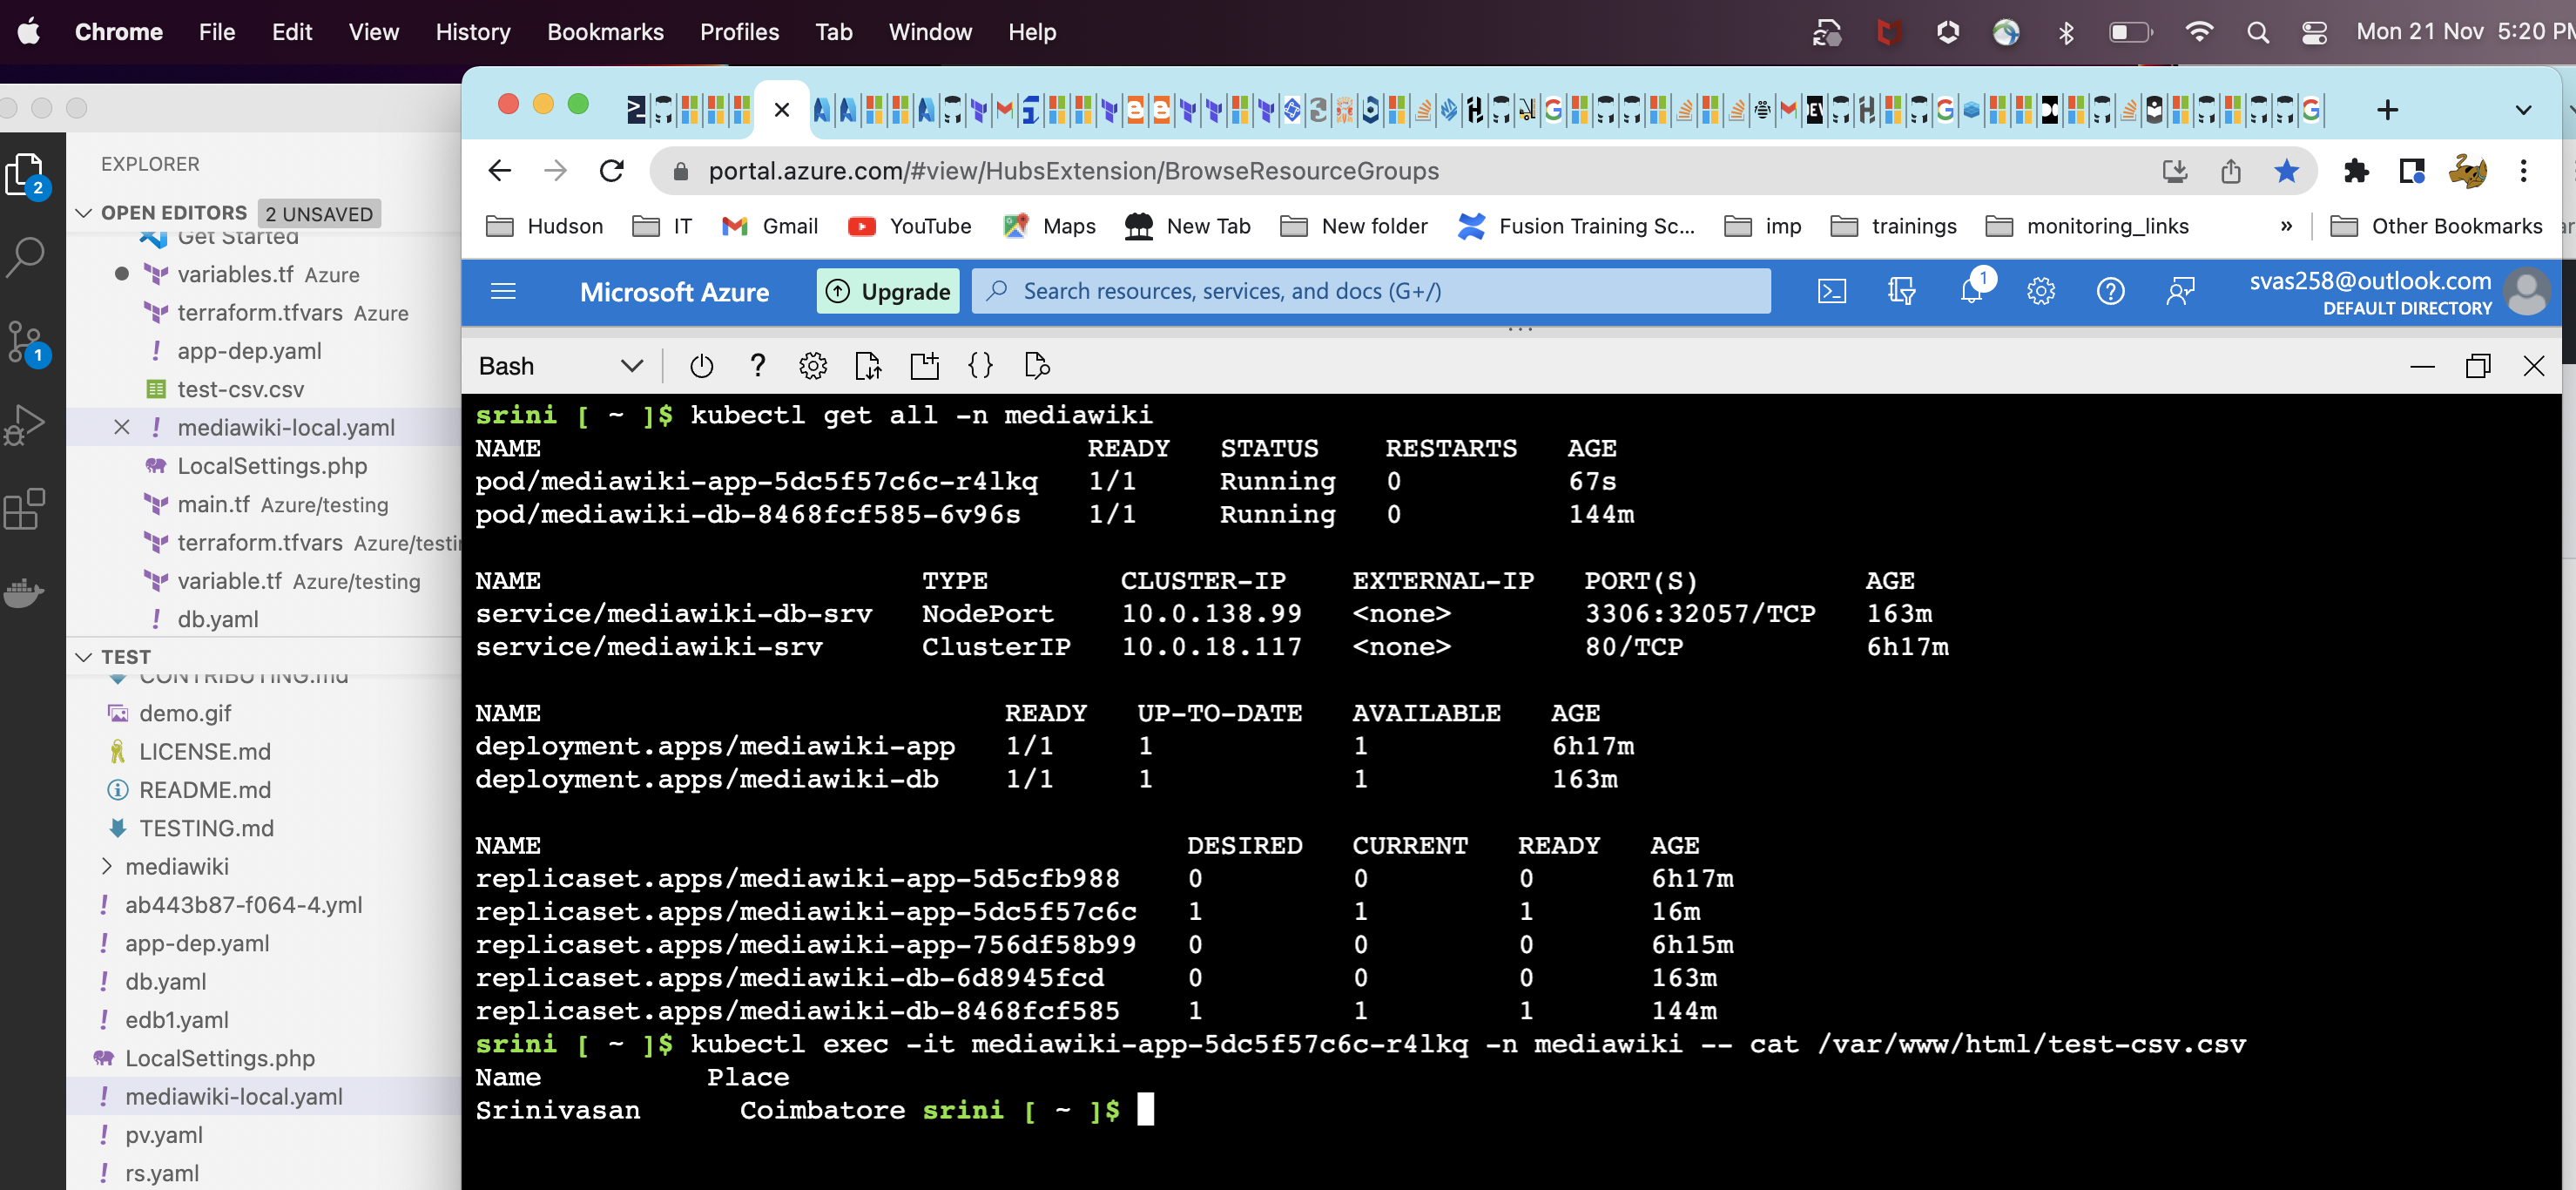 Chrome File Edit View History Bookmarks Profiles Tab Window Help Mon 21 Nov 5:20 PM
EXPLORER
OPEN EDITORS 2 UNSAVED
Get Started
variables.tf Azure
terraform.tfvars Azure
app-dep.yaml
test-csv.csv
mediawiki-local.yaml
LocalSettings.php
main.tf Azure/testing
terraform.tfvars Azure/testin
variable.tf Azure/testing
db.yaml
TEST
CONTRIBUTING.md
demo.gif
LICENSE.md
README.md
TESTING.md
mediawiki
ab443b87-f064-4.yml
app-dep.yaml
db.yaml
edb1.yaml
LocalSettings.php
mediawiki-local.yaml
pv.yaml
rs.yaml
2
1
portal.azure.com/#view/HubsExtension/BrowseResourceGroups
Hudson IT Gmail YouTube Maps New Tab New folder Fusion Training Sc... imp trainings monitoring_links » Other Bookmarks
Microsoft Azure Upgrade Search resources, services, and docs (G+/) 1 svas258@outlook.com
DEFAULT DIRECTORY
Bash
srini [ ~ ]$ kubectl get all -n mediawiki
NAME READY STATUS RESTARTS AGE
pod/mediawiki-app-5dc5f57c6c-r4lkq 1/1 Running 0 67s
pod/mediawiki-db-8468fcf585-6v96s 1/1 Running 0 144m
NAME TYPE CLUSTER-IP EXTERNAL-IP PORT(S) AGE
service/mediawiki-db-srv NodePort 10.0.138.99 <none> 3306:32057/TCP 163m
service/mediawiki-srv ClusterIP 10.0.18.117 <none> 80/TCP 6h17m
NAME READY UP-TO-DATE AVAILABLE AGE
deployment.apps/mediawiki-app 1/1 1 1 6h17m
deployment.apps/mediawiki-db 1/1 1 1 163m
NAME DESIRED CURRENT READY AGE
replicaset.apps/mediawiki-app-5d5cfb988 0 0 0 6h17m
replicaset.apps/mediawiki-app-5dc5f57c6c 1 1 1 16m
replicaset.apps/mediawiki-app-756df58b99 0 0 0 6h15m
replicaset.apps/mediawiki-db-6d8945fcd 0 0 0 163m
replicaset.apps/mediawiki-db-8468fcf585 1 1 1 144m
srini [ ~ ]$ kubectl exec -it mediawiki-app-5dc5f57c6c-r4lkq -n mediawiki -- cat /var/www/html/test-csv.csv
Name Place
Srinivasan Coimbatore srini [ ~ ]$